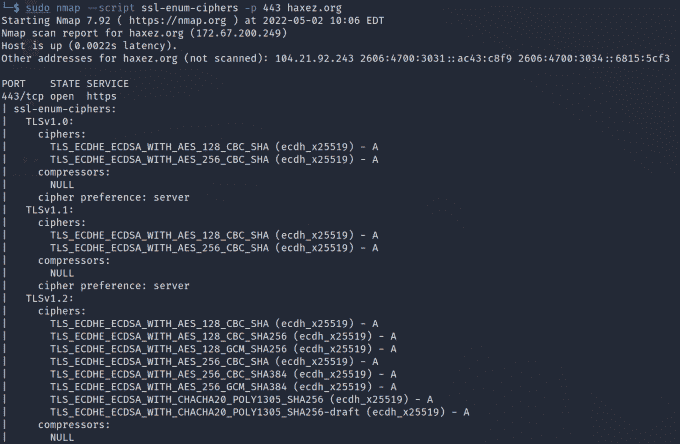 └─$ sudo nmap --script ssl-enum-ciphers -p 443 haxez.org
Starting Nmap 7.92 ( https://nmap.org ) at 2022-05-02 10:06 EDT
Nmap scan report for haxez.org (172.67.200.249)
Host is up (0.0022s latency).
Other addresses for haxez.org (not scanned): 104.21.92.243 2606:4700:3031::ac43:c8f9 2606:4700:3034::6815:5cf3
PORT    STATE SERVICE
443/tcp open  https
| ssl-enum-ciphers:
|   TLSv1.0:
|     ciphers:
|       TLS_ECDHE_ECDSA_WITH_AES_128_CBC_SHA (ecdh_x25519) - A
|       TLS_ECDHE_ECDSA_WITH_AES_256_CBC_SHA (ecdh_x25519) - A
|     compressors:
|       NULL
|     cipher preference: server
|   TLSv1.1:
|     ciphers:
|       TLS_ECDHE_ECDSA_WITH_AES_128_CBC_SHA (ecdh_x25519) - A
|       TLS_ECDHE_ECDSA_WITH_AES_256_CBC_SHA (ecdh_x25519) - A
|     compressors:
|       NULL
|     cipher preference: server
|   TLSv1.2:
|     ciphers:
|       TLS_ECDHE_ECDSA_WITH_AES_128_CBC_SHA (ecdh_x25519) - A
|       TLS_ECDHE_ECDSA_WITH_AES_128_CBC_SHA256 (ecdh_x25519) - A
|       TLS_ECDHE_ECDSA_WITH_AES_128_GCM_SHA256 (ecdh_x25519) - A
|       TLS_ECDHE_ECDSA_WITH_AES_256_CBC_SHA (ecdh_x25519) - A
|       TLS_ECDHE_ECDSA_WITH_AES_256_CBC_SHA384 (ecdh_x25519) - A
|       TLS_ECDHE_ECDSA_WITH_AES_256_GCM_SHA384 (ecdh_x25519) - A
|       TLS_ECDHE_ECDSA_WITH_CHACHA20_POLY1305_SHA256 (ecdh_x25519) - A
|       TLS_ECDHE_ECDSA_WITH_CHACHA20_POLY1305_SHA256-draft (ecdh_x25519) - A
|     compressors:
|       NULL